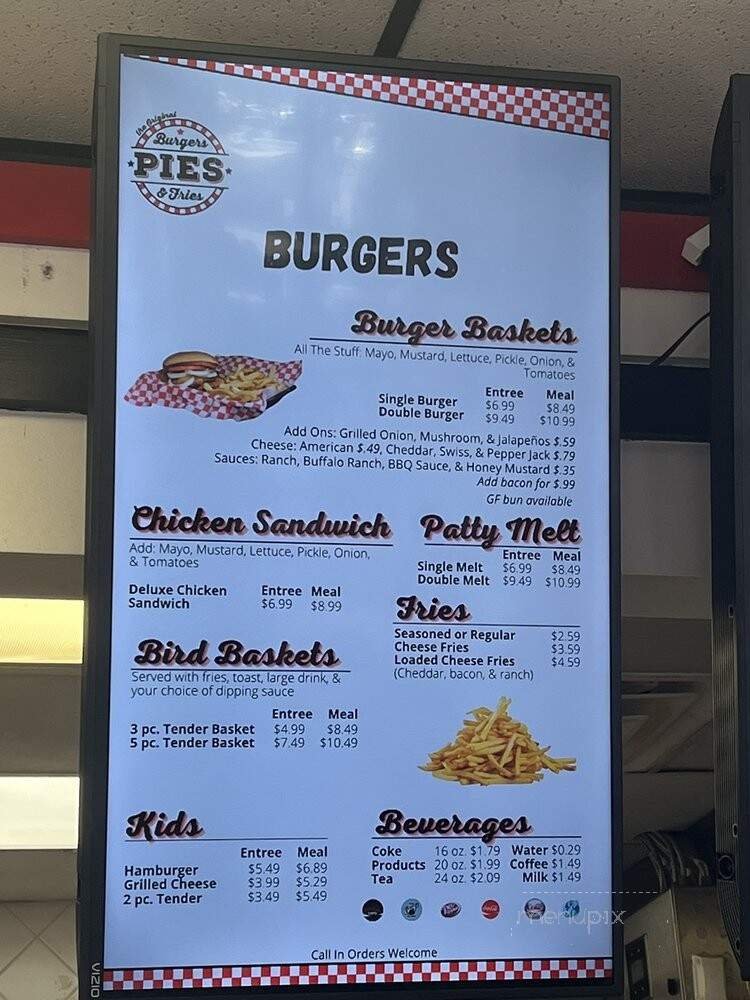 the Original
Burgers
PIES
& Fries
BURGERS
Burger Baskets
All The Stuff: Mayo, Mustard, Lettuce, Pickle, Onion, &
Tomatoes
Entree Meal
Single Burger $6.99 $8.49
Double Burger $9.49 $10.99
Add Ons: Grilled Onion, Mushroom, & Jalapeños $.59
Cheese: American $.49, Cheddar, Swiss, & Pepper Jack $.79
Sauces: Ranch, Buffalo Ranch, BBQ Sauce, & Honey Mustard $.35
Add bacon for $.99
GF bun available
Chicken Sandwich
Add: Mayo, Mustard, Lettuce, Pickle, Onion,
& Tomatoes
Deluxe Chicken Entree Meal
Sandwich $6.99 $8.99
Patty Melt
Entree Meal
Single Melt $6.99 $8.49
Double Melt $9.49 $10.99
Fries
Seasoned or Regular $2.59
Cheese Fries $3.59
Loaded Cheese Fries $4.59
(Cheddar, bacon, & ranch)
Bird Baskets
Served with fries, toast, large drink, &
your choice of dipping sauce
Entree Meal
3 pc. Tender Basket $4.99 $8.49
5 pc. Tender Basket $7.49 $10.49
Kids
Entree Meal
Hamburger $5.49 $6.89
Grilled Cheese $3.99 $5.29
2 pc. Tender $3.49 $5.49
Beverages
Coke 16 oz. $1.79 Water $0.29
Products 20 oz. $1.99 Coffee $1.49
Tea 24 oz. $2.09 Milk $1.49
Call In Orders Welcome
VIZIO
menupix